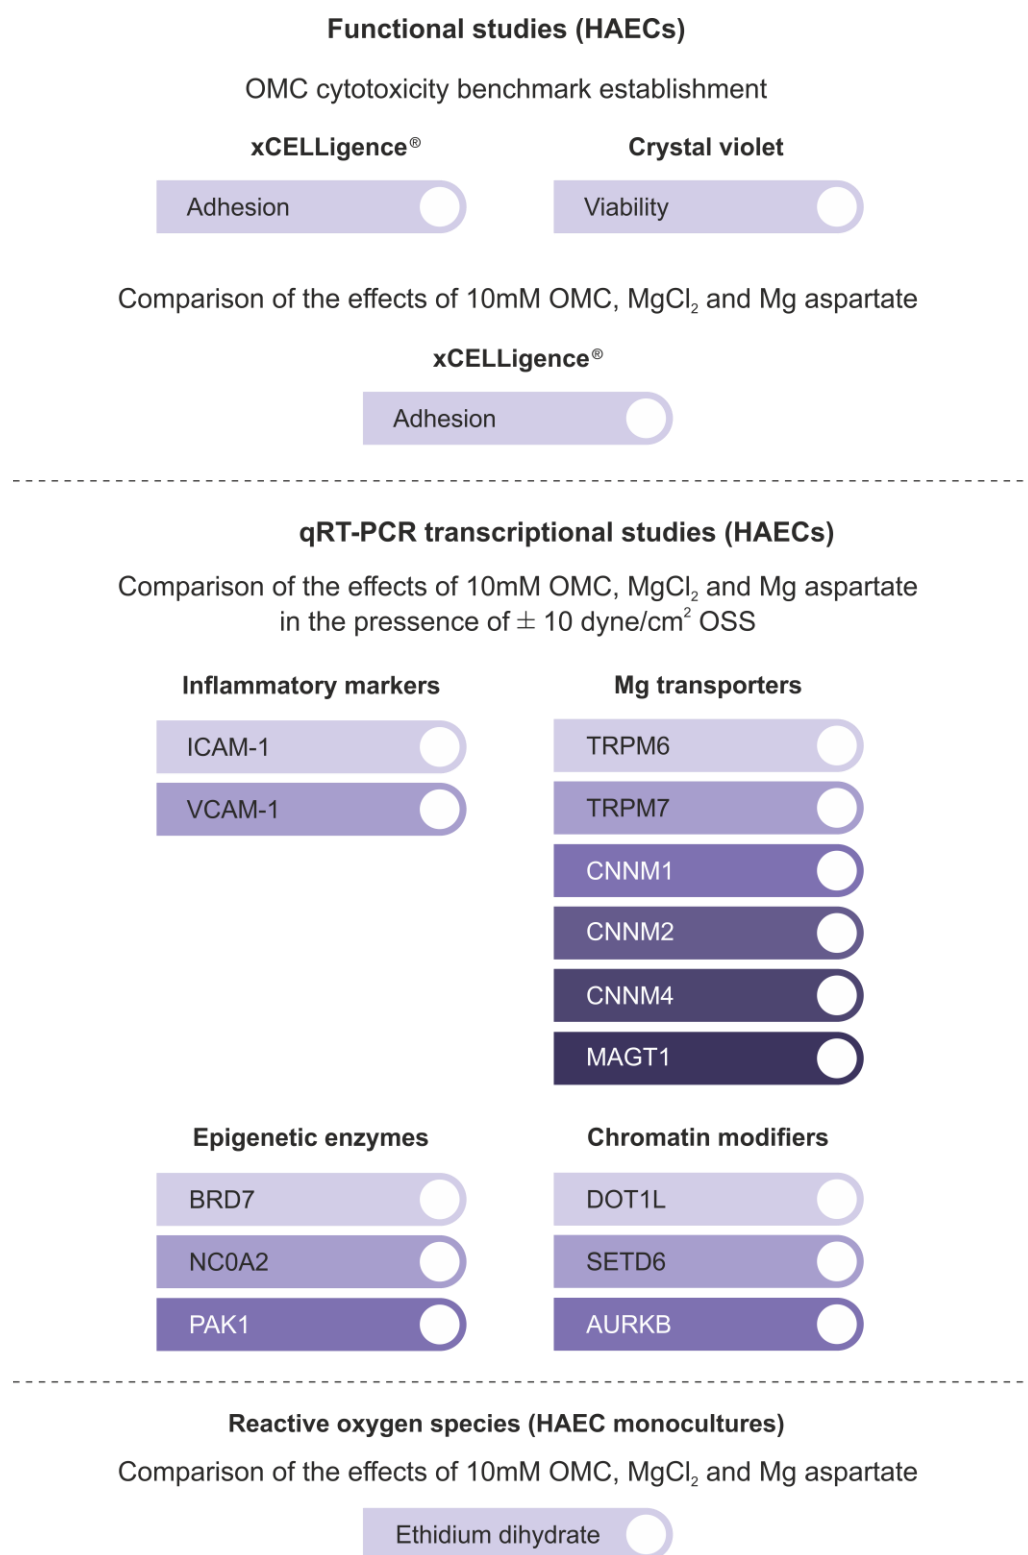 Functional studies (HAECs)
OMC cytotoxicity benchmark establishment
xCELLigence®
Crystal violet
Adhesion
Viability
Comparison of the effects of 10mM OMC, MgCl₂ and Mg aspartate
xCELLigence®
Adhesion
qRT-PCR transcriptional studies (HAECs)
Comparison of the effects of 10mM OMC, MgCl₂ and Mg aspartate
in the pressence of ± 10 dyne/cm² OSS
Inflammatory markers
ICAM-1
VCAM-1
Mg transporters
TRPM6
TRPM7
CNNM1
CNNM2
CNNM4
MAGT1
Epigenetic enzymes
BRD7
NC0A2
PAK1
Chromatin modifiers
DOT1L
SETD6
AURKB
Reactive oxygen species (HAEC monocultures)
Comparison of the effects of 10mM OMC, MgCl₂ and Mg aspartate
Ethidium dihydrate